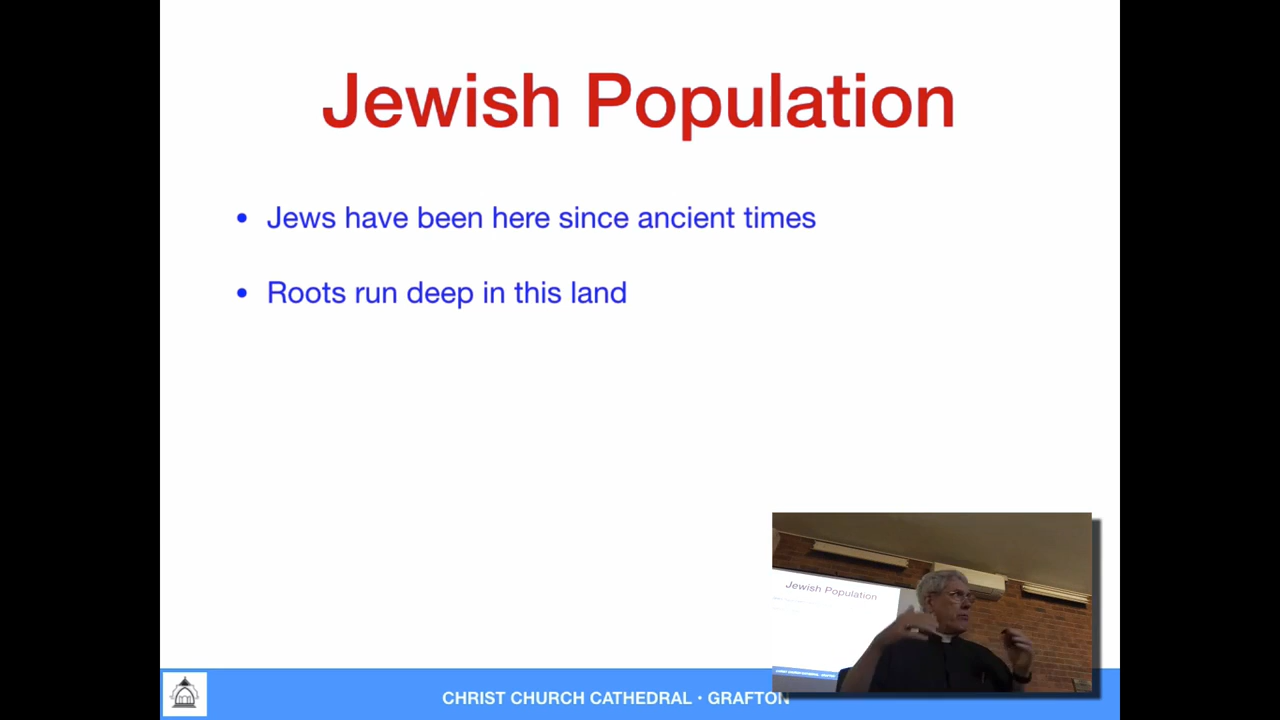 Jewish Population
• Jews have been here since ancient times
• Roots run deep in this land
Jewish Population
CHRIST CHURCH CATHEDRAL • GRAFTON